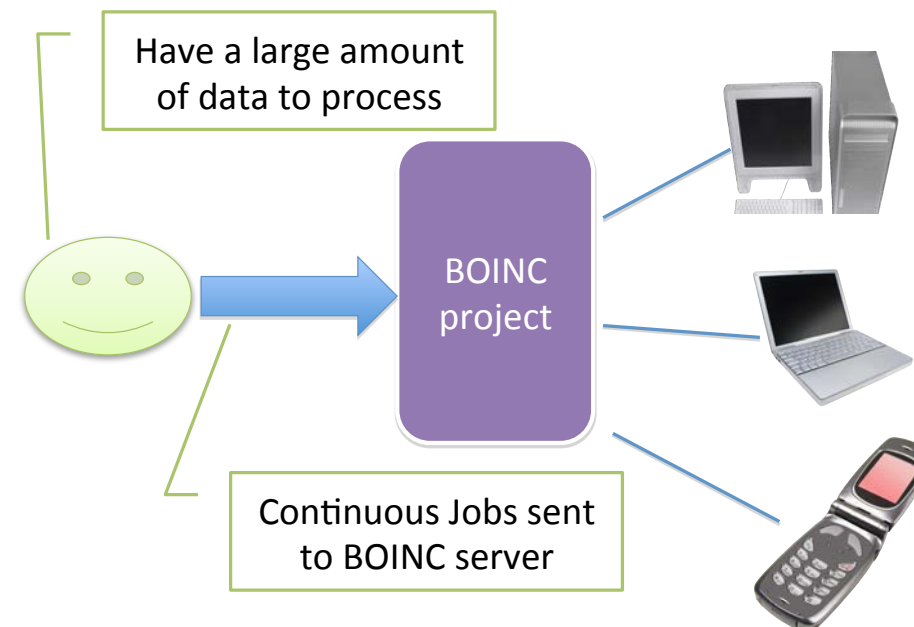 Have a large amount
of data to process
BOINC
project
Continuous Jobs sent
to BOINC server